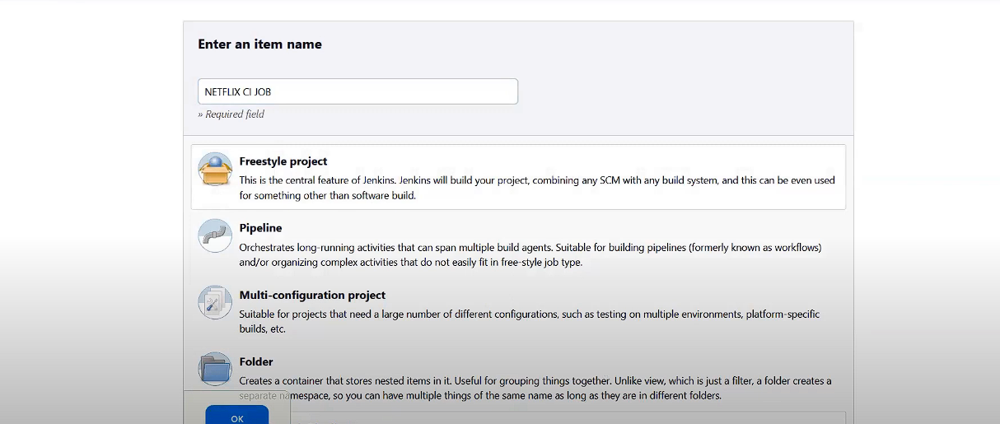 Enter an item name
NETFLIX CI JOB
» Required field
Freestyle project
This is the central feature of Jenkins. Jenkins will build your project, combining any SCM with any build system, and this can be even used
for something other than software build.
Pipeline
Orchestrates long-running activities that can span multiple build agents. Suitable for building pipelines (formerly known as workflows)
and/or organizing complex activities that do not easily fit in free-style job type.
Multi-configuration project
Suitable for projects that need a large number of different configurations, such as testing on multiple environments, platform-specific
builds, etc.
Folder
Creates a container that stores nested items in it. Useful for grouping things together. Unlike view, which is just a filter, a folder creates a
separate namespace, so you can have multiple things of the same name as long as they are in different folders.
OK